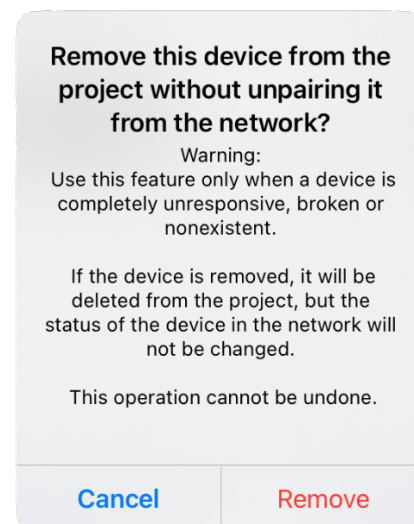 Remove this device from the
project without unpairing it
from the network?
Warning:
Use this feature only when a device is
completely unresponsive, broken or
nonexistent.
If the device is removed, it will be
deleted from the project, but the
status of the device in the network will
not be changed.
This operation cannot be undone.
Cancel
Remove